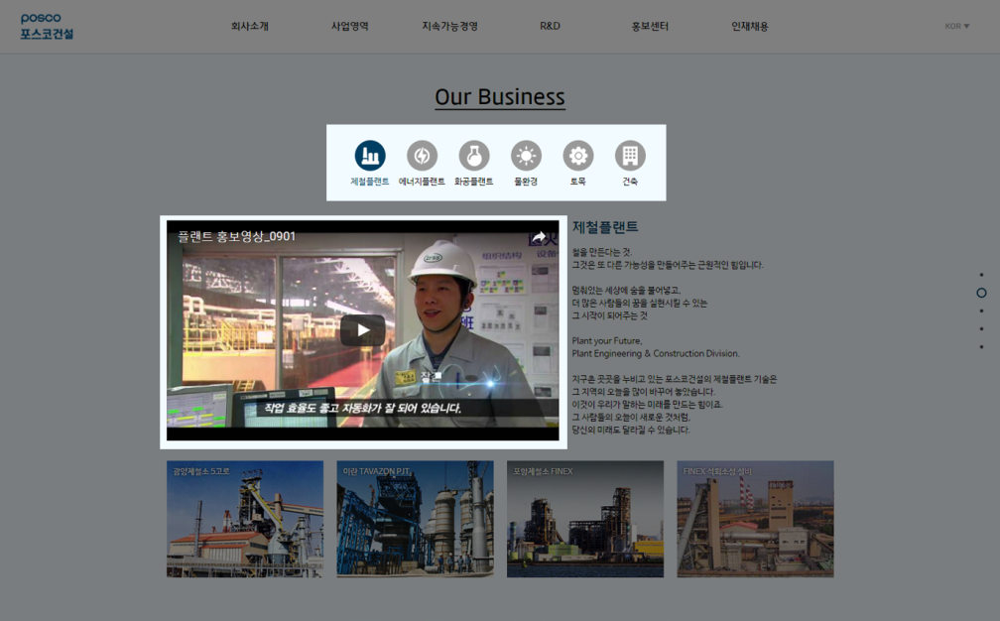 posco
포스코건설
회사소개
사업영역
지속가능경영
R&D
홍보센터
인재채용
KOR
Our Business
제철플랜트
에너지플랜트
화공플랜트
물환경
토목
건축
플랜트 홍보영상_0901
작업 효율도 좋고 자동화가 잘 되어 있습니다.
제철플랜트
철을 만든다는 것.
그것은 또 다른 가능성을 만들어주는 근원적인 힘입니다.
멈춰있는 세상에 숨을 불어넣고,
더 많은 사람들의 꿈을 실현시킬 수 있는
그 시작이 되어주는 것
Plant your Future,
Plant Engineering & Construction Division.
지구촌 곳곳을 누비고 있는 포스코건설의 제철플랜트 기술은
그 지역의 오늘을 많이 바꾸어 놓았습니다.
이것이 우리가 말하는 미래를 만드는 힘이죠.
그 사람들의 오늘이 새로운 것처럼,
당신의 미래도 달라질 수 있습니다.
광양제철소 5고로
이란 TAVAZON PJT
포항제철소 FINEX
FINEX 석회소성 설비